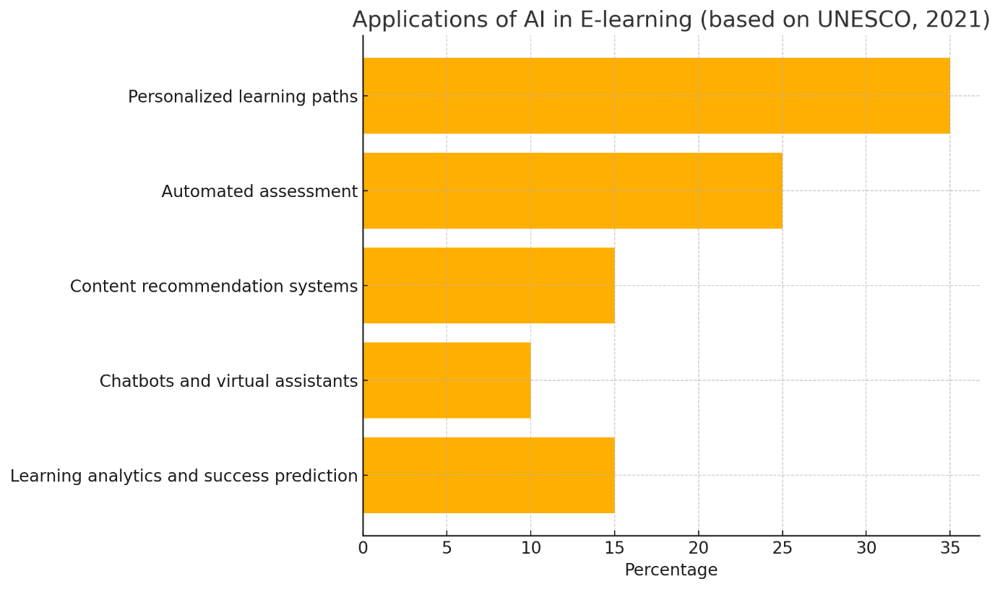 Applications of AI in E-learning (based on UNESCO, 2021)
Personalized learning paths
Automated assessment
Content recommendation systems
Chatbots and virtual assistants
Learning analytics and success prediction
0 5 10 15 20 25 30 35
Percentage